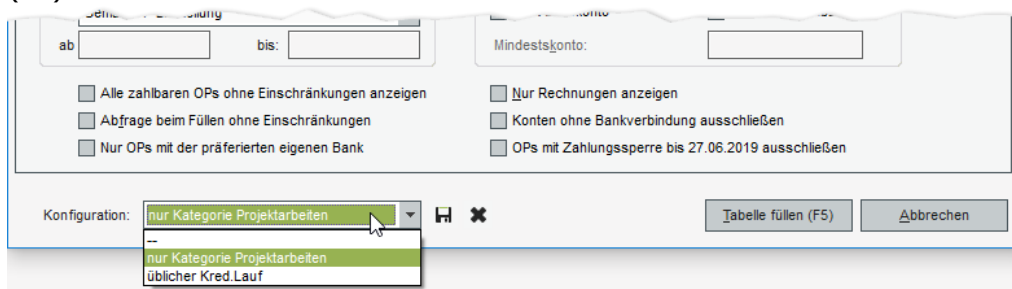 ab
bis:
Mindestskonto:
Alle zahlbaren OPs ohne Einschränkungen anzeigen
Nur Rechnungen anzeigen
Abfrage beim Füllen ohne Einschränkungen
Konten ohne Bankverbindung ausschließen
Nur OPs mit der präferierten eigenen Bank
OPs mit Zahlungssperre bis 27.06.2019 ausschließen
Konfiguration: nur Kategorie Projektarbeiten
Tabelle füllen (F5)
Abbrechen
--
nur Kategorie Projektarbeiten
üblicher Kred.Lauf